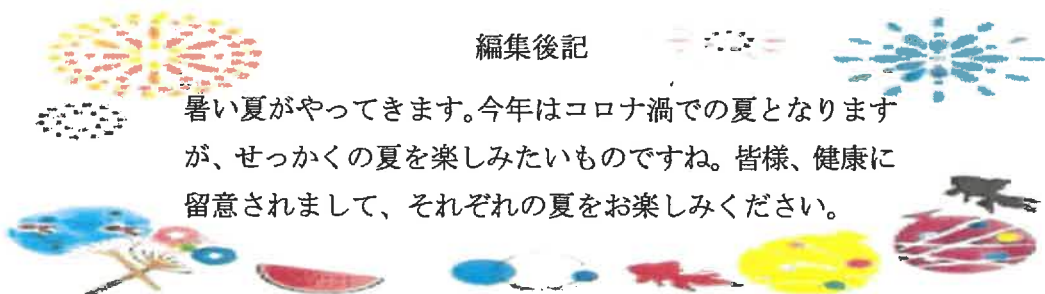 編集後記
暑い夏がやってきます。今年はコロナ渦での夏となります
が、せっかくの夏を楽しみたいものですね。皆様、健康に
留意されまして、それぞれの夏をお楽しみください。